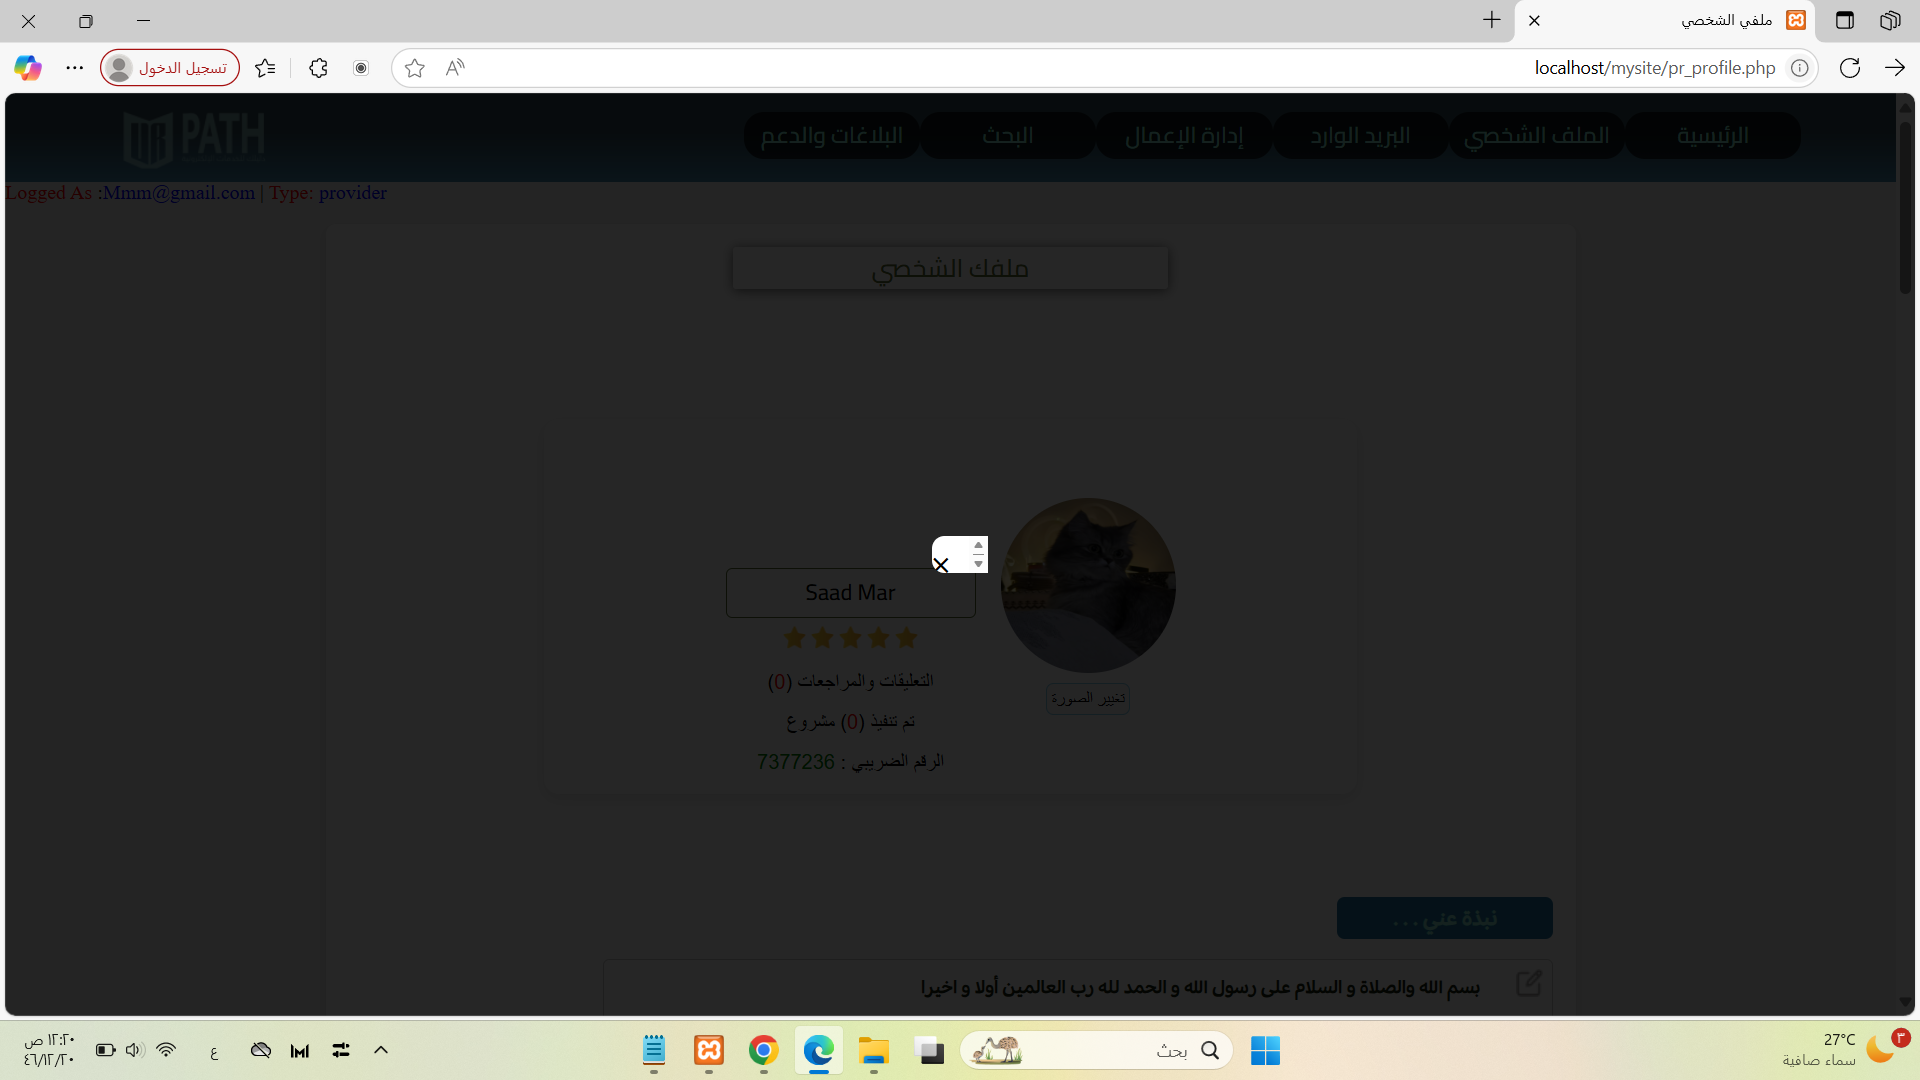 ملفي الشخصي
localhost/mysite/pr_profile.php
تسجيل الدخول
الرئيسية
الملف الشخصي
البريد الوارد
إدارة الإعمال
البحث
البلاغات والدعم
PATH
Logged As :Mmm@gmail.com | Type: provider
ملفك الشخصي
Saad Mar
تغيير الصورة
التعليقات والمراجعات (0)
تم تنفيذ (0) مشروع
الرقم الضريبي : 7377236
نبذة عني . . .
بسم الله والصلاة و السلام على رسول الله و الحمد لله رب العالمين أولا و اخيرا
27°C
سماء صافية
٣
بحث
ع
١٢:٢٠ ص
٤٦/١٢/٢٠